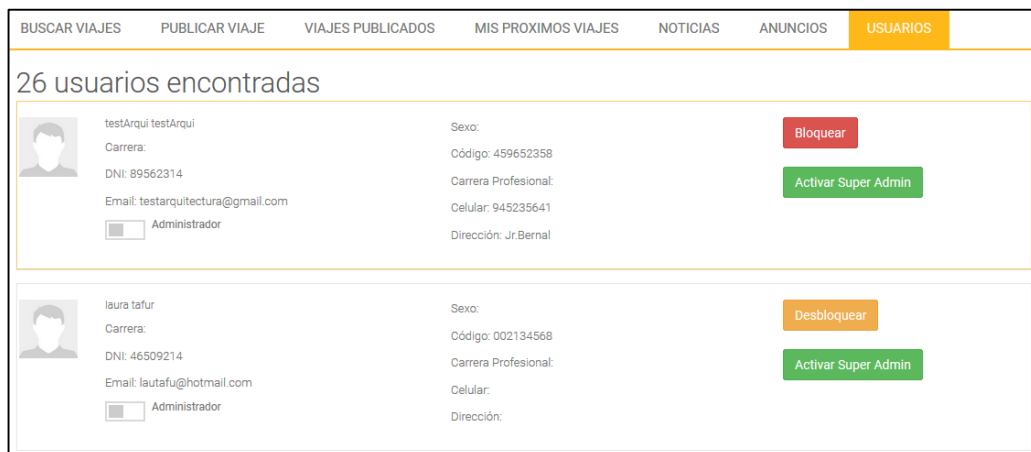 BUSCAR VIAJES PUBLICAR VIAJE VIAJES PUBLICADOS MIS PROXIMOS VIAJES NOTICIAS ANUNCIOS USUARIOS
26 usuarios encontradas
testArqui testArqui
Carrera:
DNI: 89562314
Email: testarquitectura@gmail.com
Administrador
Sexo:
Código: 459652358
Carrera Profesional:
Celular: 945235641
Dirección: Jr.Bernal
Bloquear
Activar Super Admin
laura tafur
Carrera:
DNI: 46509214
Email: lautafu@hotmail.com
Administrador
Sexo:
Código: 002134568
Carrera Profesional:
Celular:
Dirección:
Desbloquear
Activar Super Admin